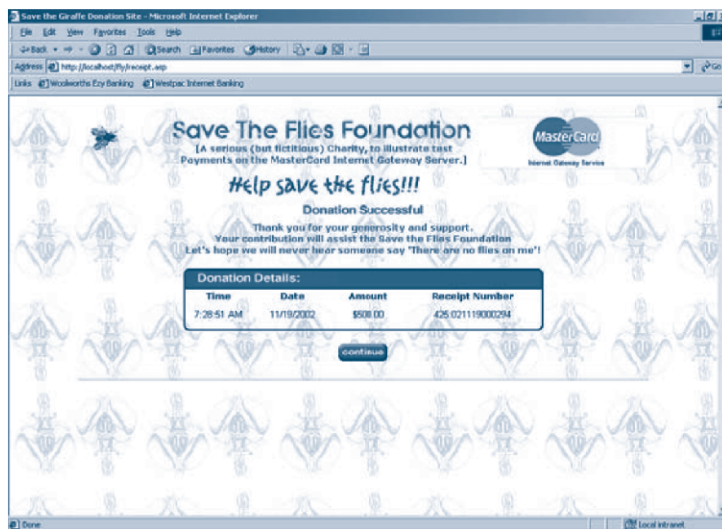 Save the Giraffe Donation Site - Microsoft Internet Explorer
File Edit View Favorites Tools Help
Back Search Favorites History
Address http://localhost/fly/receipt.asp Go
Links Woolworths Ezy Banking Westpac Internet Banking
Save The Flies Foundation
[A serious (but fictitious) Charity, to illustrate test
Payments on the MasterCard Internet Gateway Server.]
MasterCard
Internet Gateway Service
Help save the flies!!!
Donation Successful
Thank you for your generosity and support.
Your contribution will assist the Save the Flies Foundation
Let's hope we will never hear someone say 'There are no flies on me'!
Donation Details:
Time Date Amount Receipt Number
7:28:51 AM 11/19/2002 425 021119000294
continue
Done Local intranet